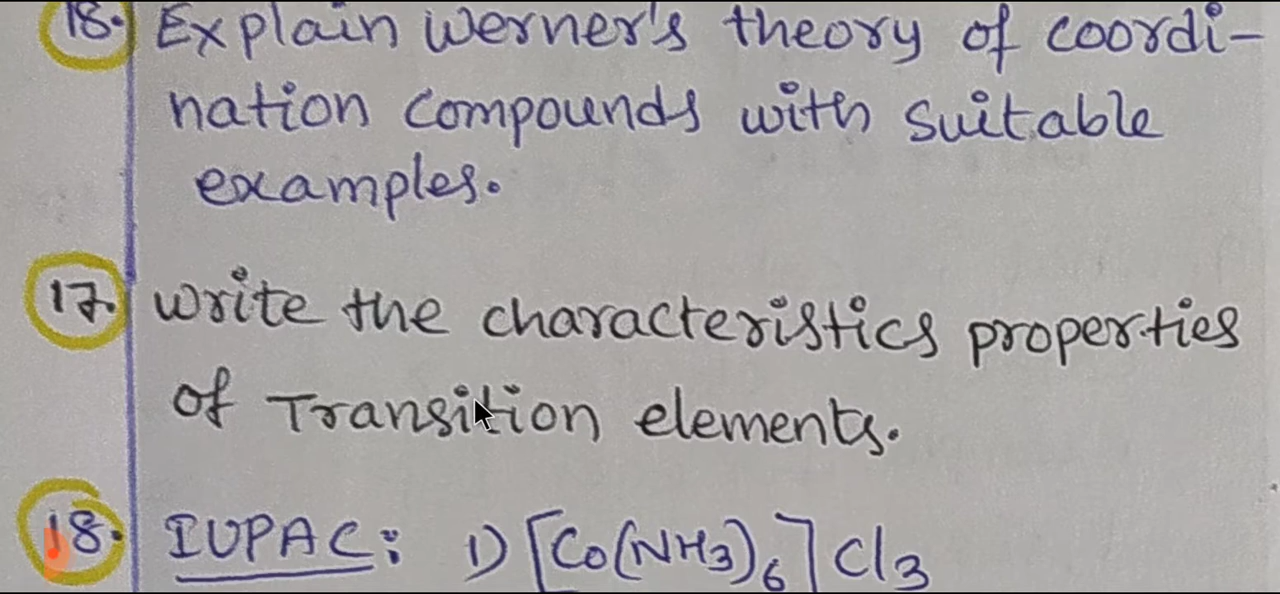 18. Explain Werner's theory of coordi-
nation compounds with suitable
examples.
17. Write the characteristics properties
of Transition elements.
18. IUPAC: 1) [Co(NH3)6]Cl3